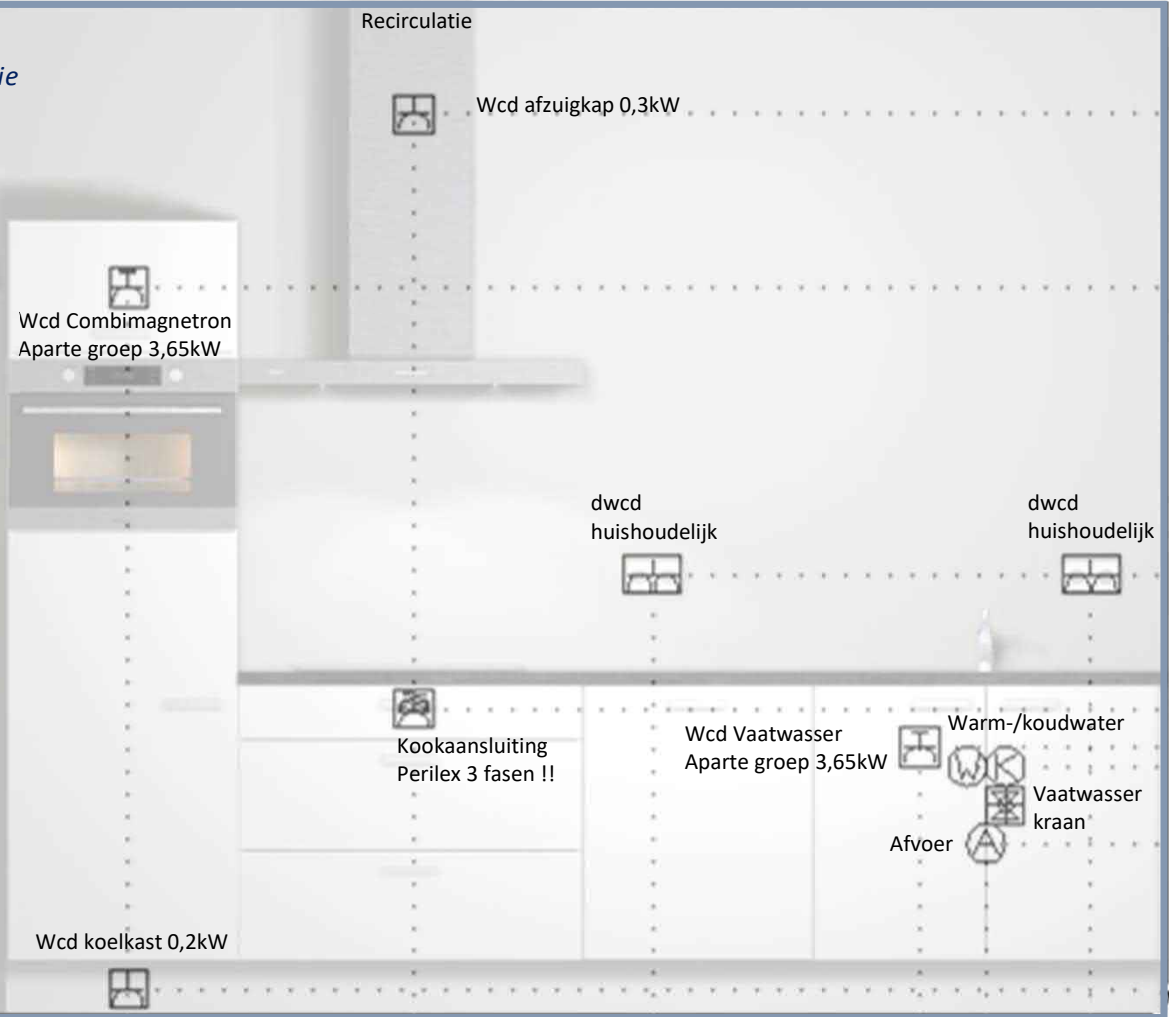 Recirculatie
ie
Wcd afzuigkap 0,3kW
Wcd Combimagnetron
Aparte groep 3,65kW
dwcd
huishoudelijk
dwcd
huishoudelijk
Kookaansluiting
Perilex 3 fasen !!
Wcd Vaatwasser
Aparte groep 3,65kW
Warm-/koudwater
W K
Vaatwasser
kraan
Afvoer
A
Wcd koelkast 0,2kW